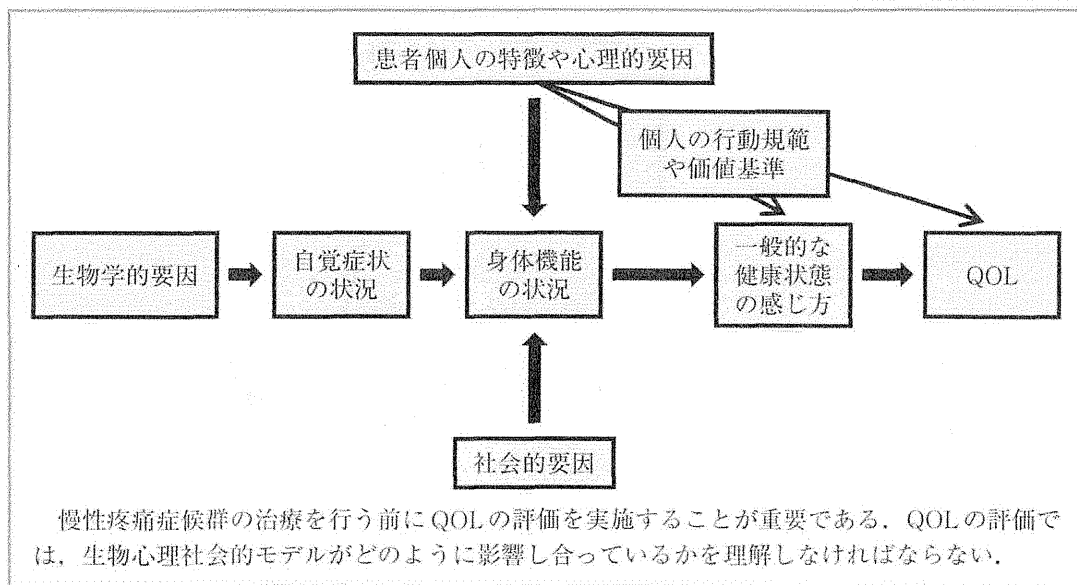 患者個人の特徴や心理的要因
個人の行動規範
や価値基準
生物学的要因
自覚症状
の状況
身体機能
の状況
一般的な
健康状態
の感じ方
QOL
社会的要因
慢性疼痛症候群の治療を行う前にQOLの評価を実施することが重要である．QOLの評価で
は，生物心理社会的モデルがどのように影響し合っているかを理解しなければならない．